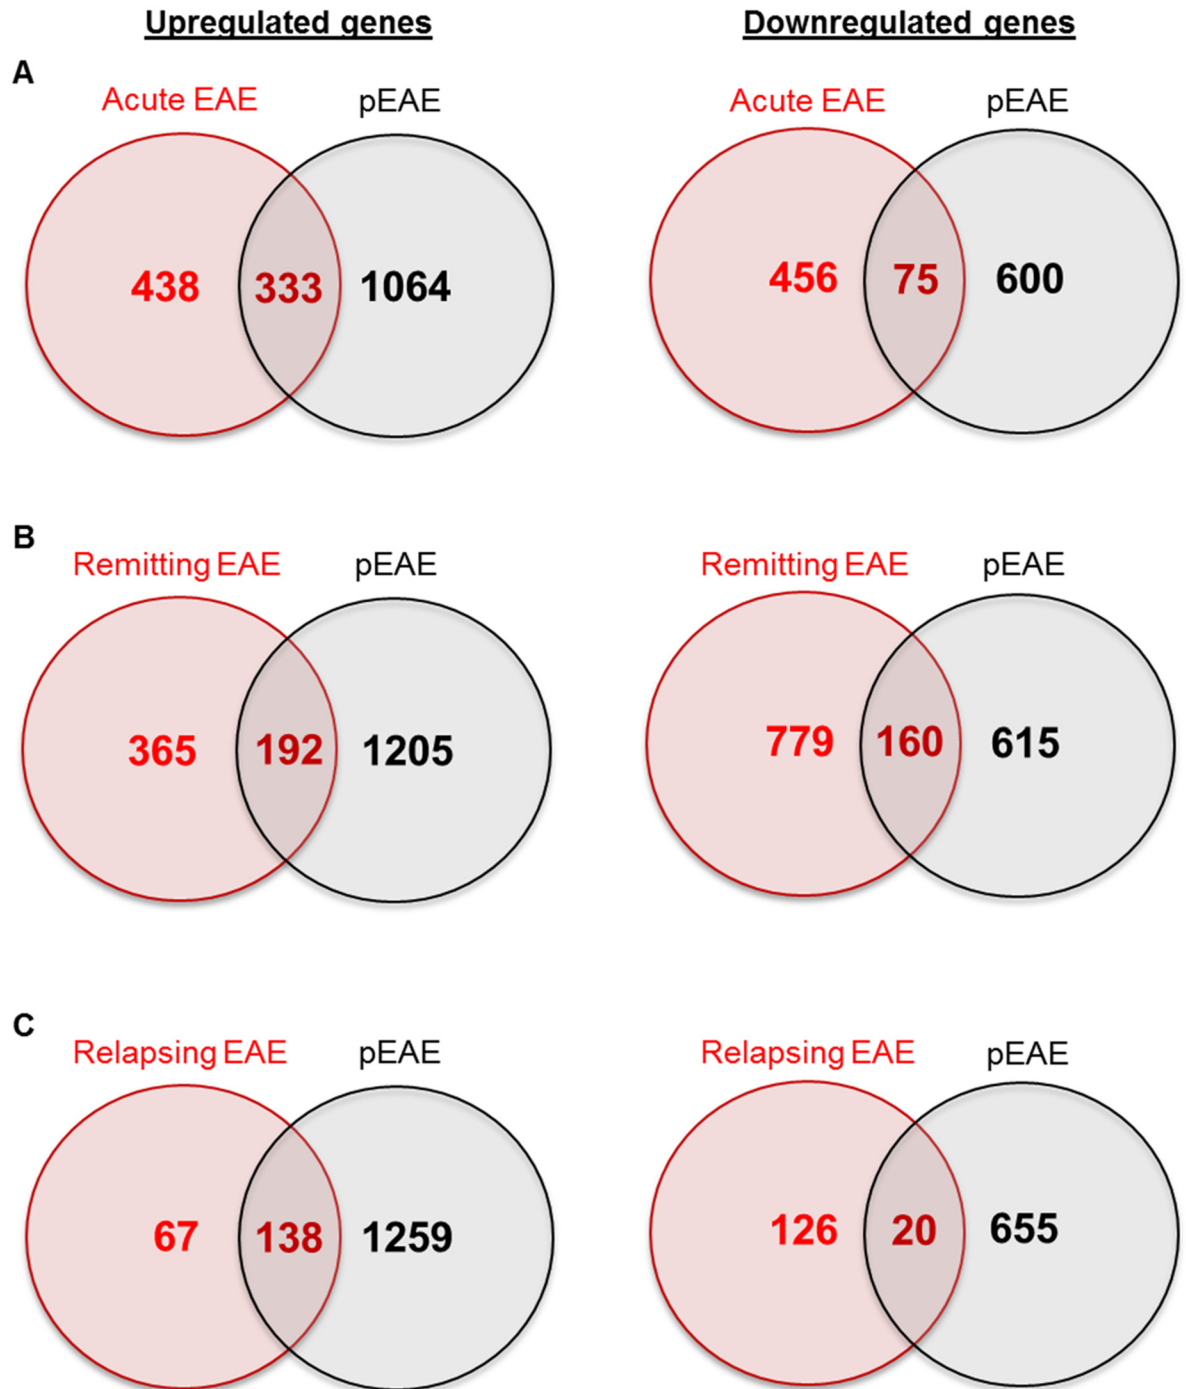 Upregulated genes Downregulated genes
A
Acute EAE pEAE Acute EAE pEAE
438 333 1064 456 75 600
B
Remitting EAE pEAE Remitting EAE pEAE
365 192 1205 779 160 615
C
Relapsing EAE pEAE Relapsing EAE pEAE
67 138 1259 126 20 655